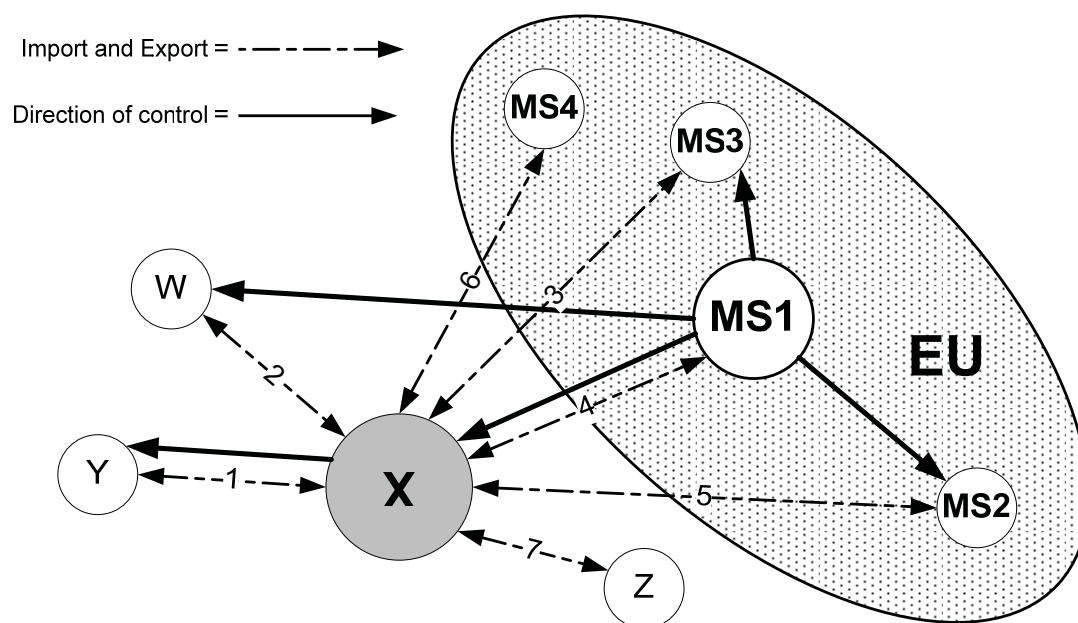 Import and Export =
Direction of control =
MS4
MS3
W
6
3
MS1
EU
2
4
Y
1
X
5
MS2
7
Z